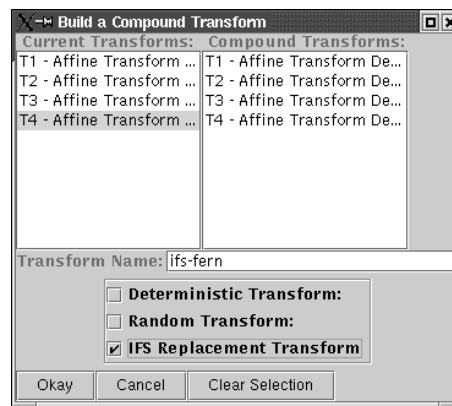 Build a Compound Transform
Current Transforms: Compound Transforms:
T1 - Affine Transform ... T1 - Affine Transform De...
T2 - Affine Transform ... T2 - Affine Transform De...
T3 - Affine Transform ... T3 - Affine Transform De...
T4 - Affine Transform ... T4 - Affine Transform De...
Transform Name: ifs-fern
Deterministic Transform:
Random Transform:
IFS Replacement Transform
Okay Cancel Clear Selection